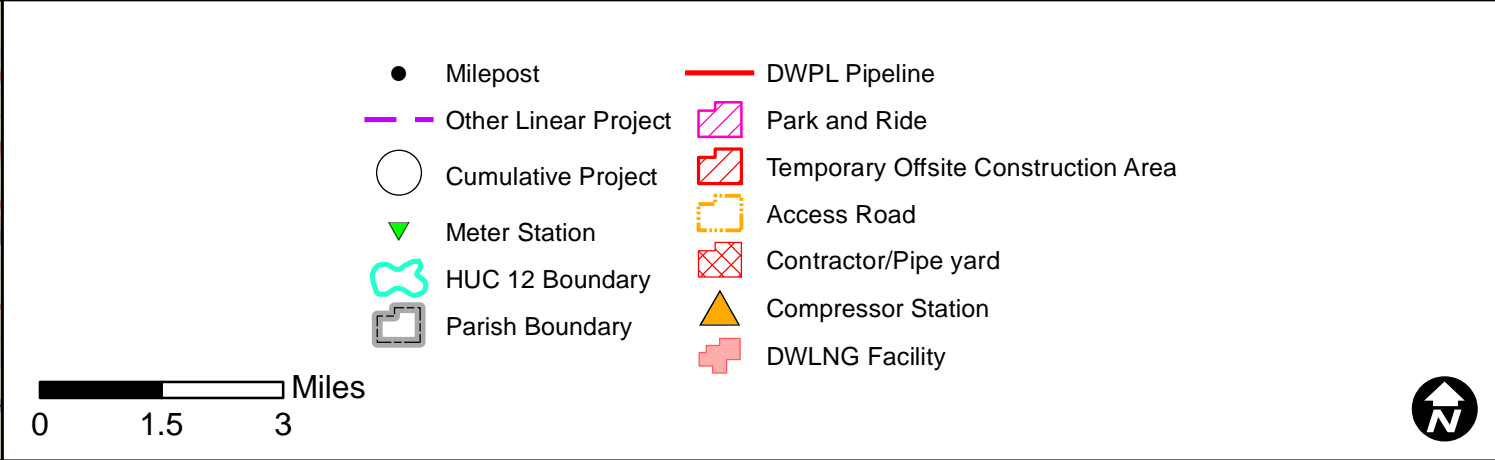 Milepost
Other Linear Project
Cumulative Project
Meter Station
HUC 12 Boundary
Parish Boundary
DWPL Pipeline
Park and Ride
Temporary Offsite Construction Area
Access Road
Contractor/Pipe yard
Compressor Station
DWLNG Facility
Miles
0 1.5 3
N